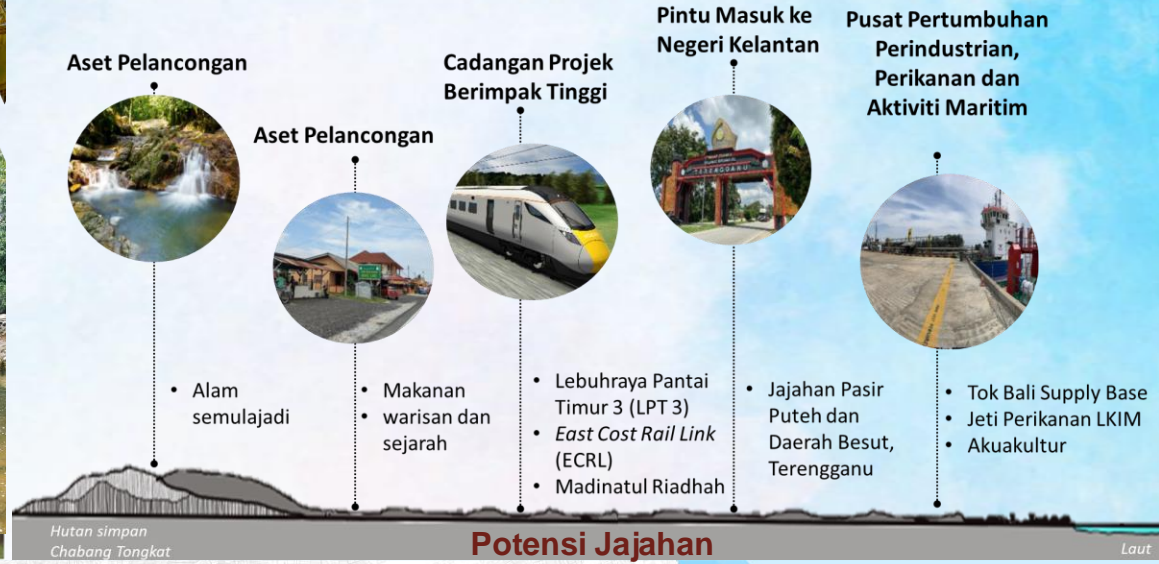 Aset Pelancongan
Aset Pelancongan
Cadangan Projek
Berimpak Tinggi
Pintu Masuk ke
Negeri Kelantan
Pusat Pertumbuhan
Perindustrian,
Perikanan dan
Aktiviti Maritim
TERENGGANU
• Alam
semulajadi
• Makanan
• warisan dan
sejarah
• Lebuhraya Pantai
Timur 3 (LPT 3)
• East Cost Rail Link
(ECRL)
• Madinatul Riadhah
• Jajahan Pasir
Puteh dan
Daerah Besut,
Terengganu
• Tok Bali Supply Base
• Jeti Perikanan LKIM
• Akuakultur
Hutan simpan
Chabang Tongkat
Potensi Jajahan
Laut